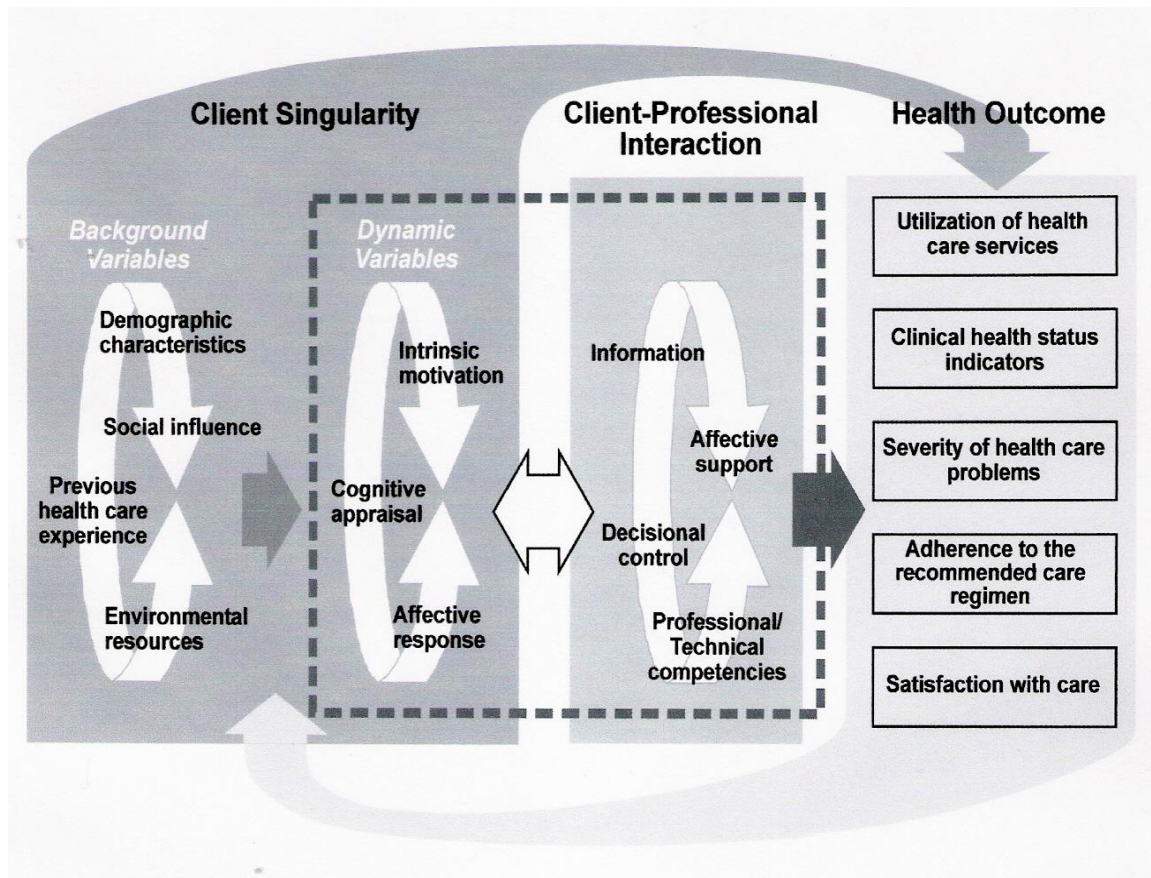 Client Singularity
Background
Variables
Demographic
characteristics
Social influence
Previous
health care
experience
Environmental
resources
Dynamic
Variables
Intrinsic
motivation
Cognitive
appraisal
Affective
response
Client-Professional
Interaction
Information
Affective
support
Decisional
control
Professional/
Technical
competencies
Health Outcome
Utilization of health
care services
Clinical health status
indicators
Severity of health care
problems
Adherence to the
recommended care
regimen
Satisfaction with care